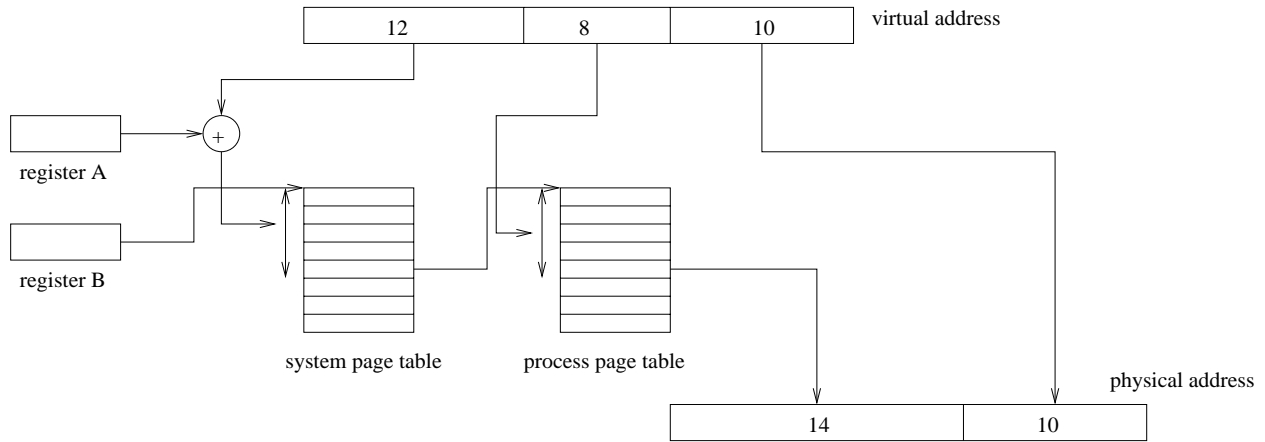 12 8 10 virtual address
+
register A
register B
system page table
process page table
physical address
14 10